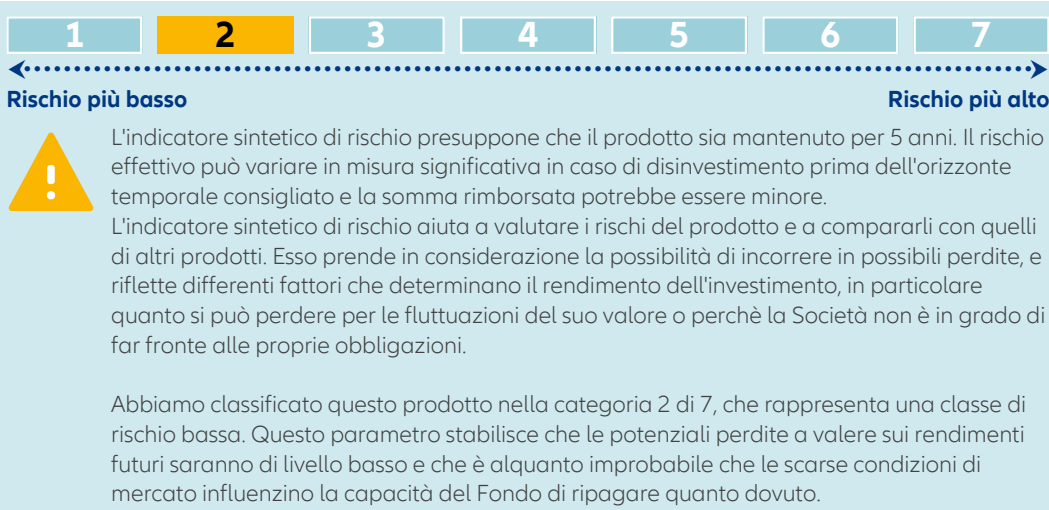 1 2 3 4 5 6 7
Rischio più basso Rischio più alto
L'indicatore sintetico di rischio presuppone che il prodotto sia mantenuto per 5 anni. Il rischio
effettivo può variare in misura significativa in caso di disinvestimento prima dell'orizzonte
temporale consigliato e la somma rimborsata potrebbe essere minore.
L'indicatore sintetico di rischio aiuta a valutare i rischi del prodotto e a compararli con quelli
di altri prodotti. Esso prende in considerazione la possibilità di incorrere in possibili perdite, e
riflette differenti fattori che determinano il rendimento dell'investimento, in particolare
quanto si può perdere per le fluttuazioni del suo valore o perchè la Società non è in grado di
far fronte alle proprie obbligazioni.
Abbiamo classificato questo prodotto nella categoria 2 di 7, che rappresenta una classe di
rischio bassa. Questo parametro stabilisce che le potenziali perdite a valere sui rendimenti
futuri saranno di livello basso e che è alquanto improbabile che le scarse condizioni di
mercato influenzino la capacità del Fondo di ripagare quanto dovuto.